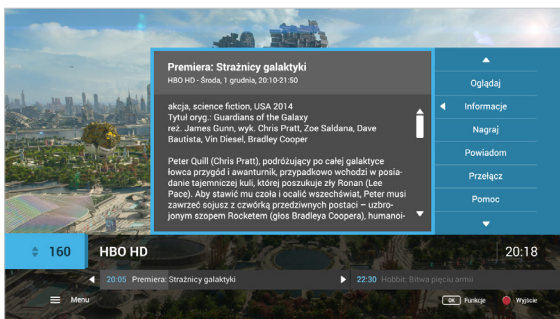 Premiera: Strażnicy galaktyki
HBO HD - Środa, 1 grudnia, 20:10-21:50
akcja, science fiction, USA 2014
Tytuł oryg.: Guardians of the Galaxy
reż. James Gunn, wyk. Chris Pratt, Zoe Saldana, Dave
Bautista, Vin Diesel, Bradley Cooper
Peter Quill (Chris Pratt), podróżujący po całej galaktyce
łowca przygód i awanturnik, przypadkowo wchodzi w posia-
danie tajemniczej kuli, której poszukuje zły Ronan (Lee
Pace). Aby stawić mu czoła i ocalić wszechświat, Peter musi
zawrzeć sojusz z czwórką przedziwnych postaci – uzbro-
jonym szopem Rocketem (głos Bradleya Coopera), humanoi-
Oglądaj
Informacje
Nagraj
Powiadom
Przełącz
Pomoc
160 HBO HD 20:18
20:05 Premiera: Strażnicy galaktyki 22:30 Hobbit: Bitwa pięciu armii
Menu OK Funkcje Wyjście